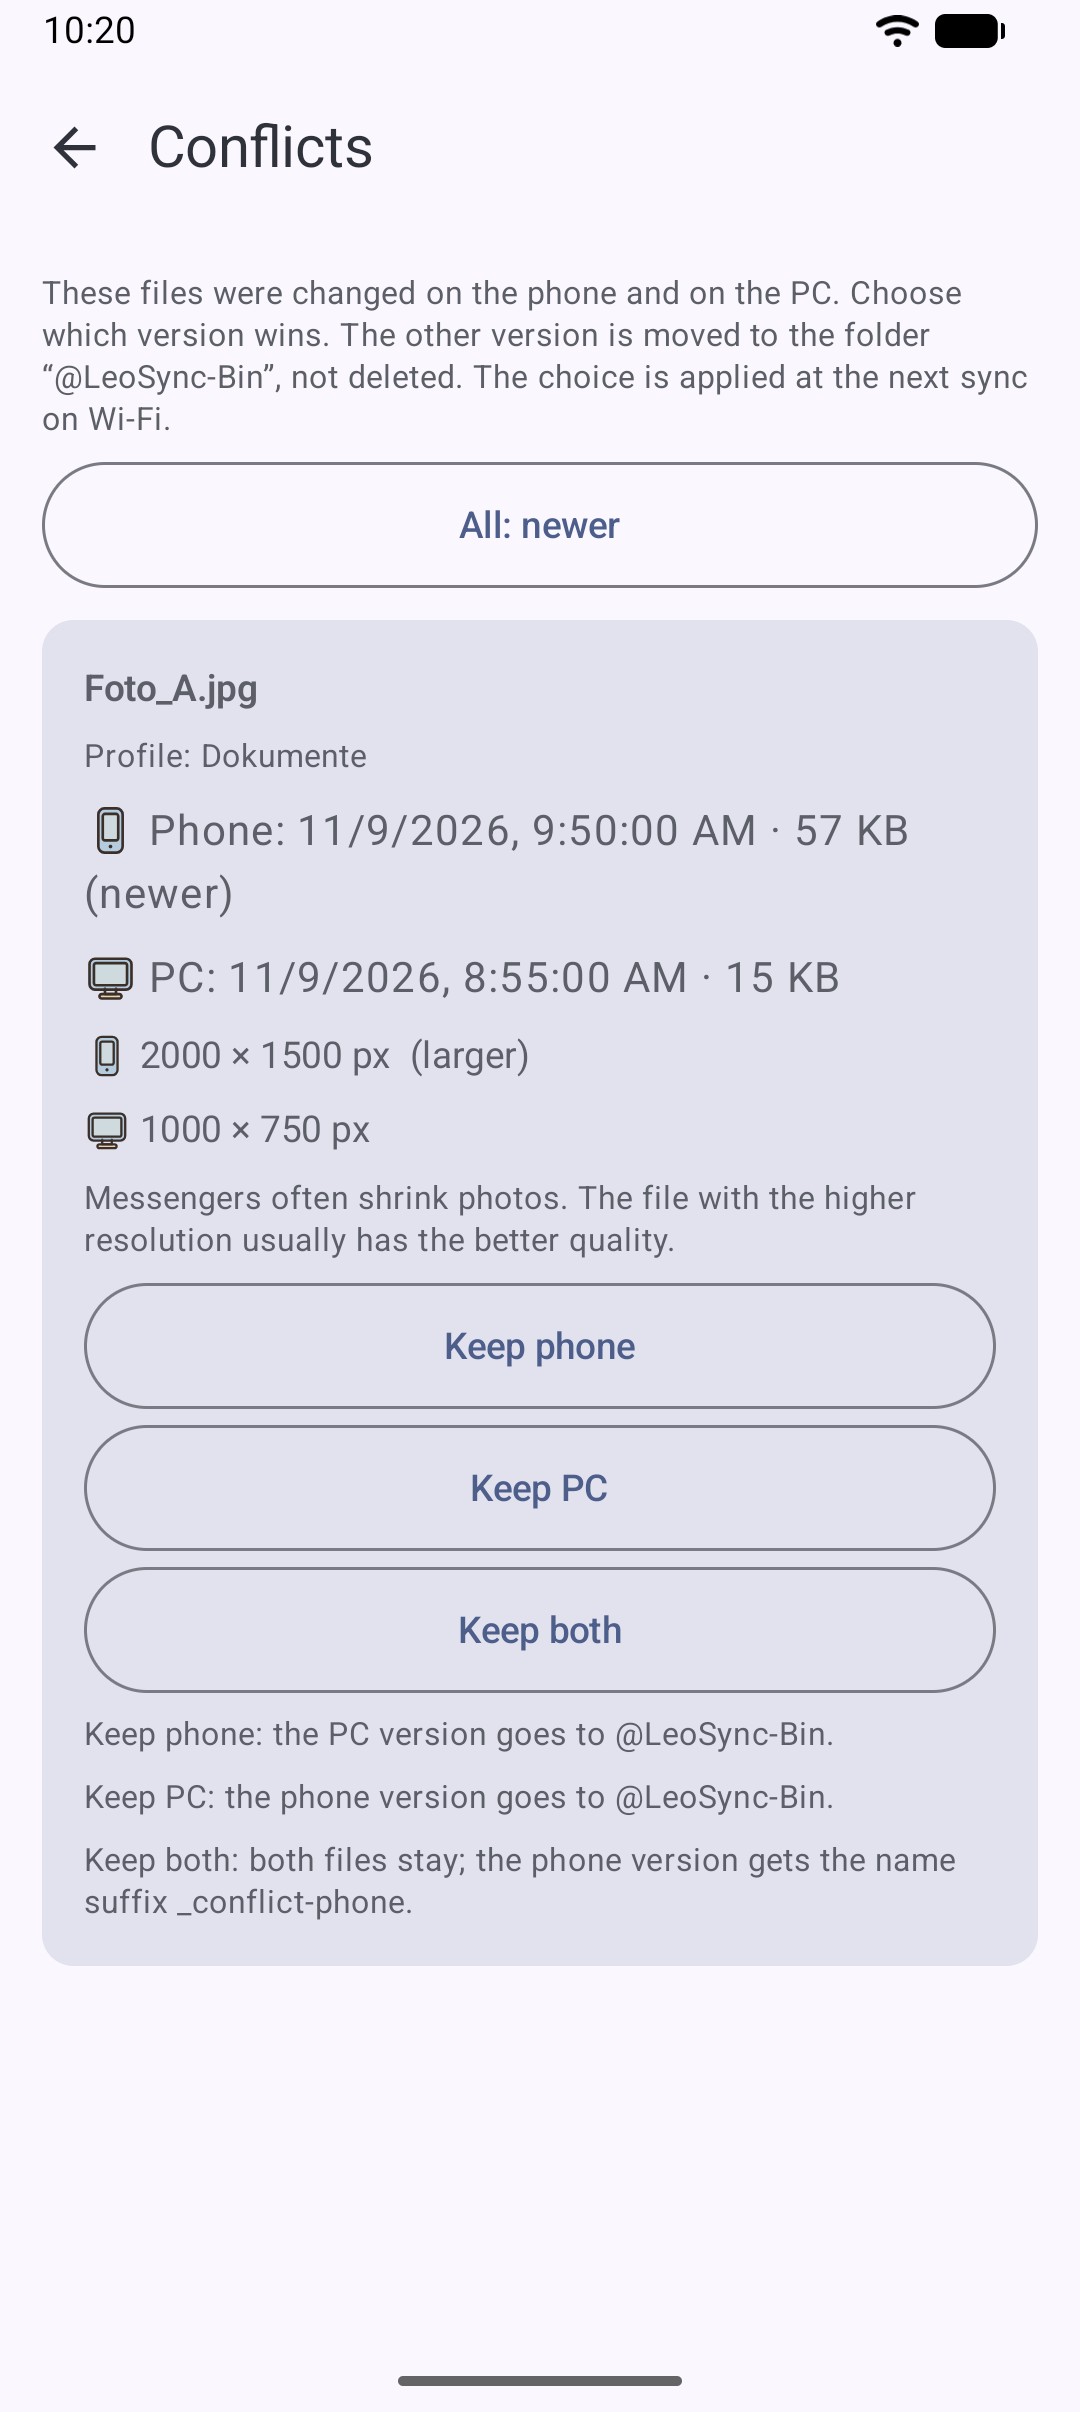 10:20
Conflicts
These files were changed on the phone and on the PC. Choose
which version wins. The other version is moved to the folder
“@LeoSync-Bin”, not deleted. The choice is applied at the next sync
on Wi-Fi.
All: newer
Foto_A.jpg
Profile: Dokumente
Phone: 11/9/2026, 9:50:00 AM · 57 KB
(newer)
PC: 11/9/2026, 8:55:00 AM · 15 KB
2000 × 1500 px (larger)
1000 × 750 px
Messengers often shrink photos. The file with the higher
resolution usually has the better quality.
Keep phone
Keep PC
Keep both
Keep phone: the PC version goes to @LeoSync-Bin.
Keep PC: the phone version goes to @LeoSync-Bin.
Keep both: both files stay; the phone version gets the name
suffix _conflict-phone.